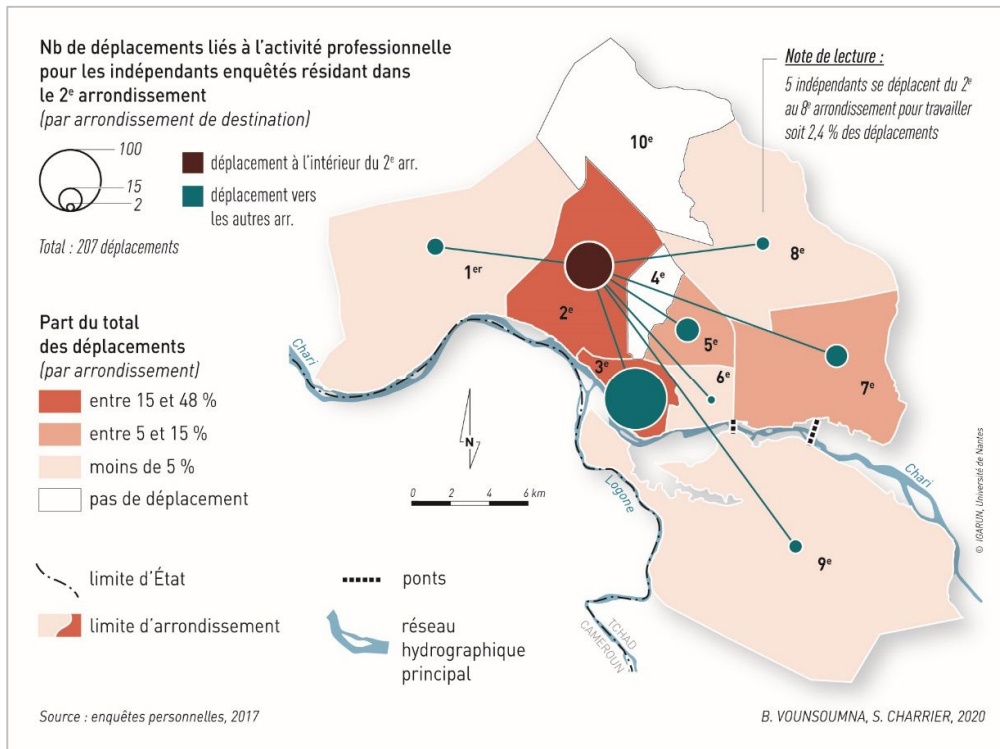 Nb de déplacements liés à l'activité professionnelle
pour les indépendants enquêtés résidant dans
le 2e arrondissement
(par arrondissement de destination)
100
15
2
déplacement à l'intérieur du 2e arr.
déplacement vers
les autres arr.
Total : 207 déplacements
Part du total
des déplacements
(par arrondissement)
entre 15 et 48 %
entre 5 et 15 %
moins de 5 %
pas de déplacement
limite d'État
limite d'arrondissement
ponts
réseau
hydrographique
principal
Note de lecture :
5 indépendants se déplacent du 2e
au 8e arrondissement pour travailler
soit 2,4 % des déplacements
10e
8e
1er
4e
2e
5e
3e
6e
7e
9e
Chari
Chari
Logone
N
0 2 4 6 km
TCHAD
CAMEROUN
© IGARUN, Université de Nantes
Source : enquêtes personnelles, 2017
B. VOUNSOUMNA, S. CHARRIER, 2020